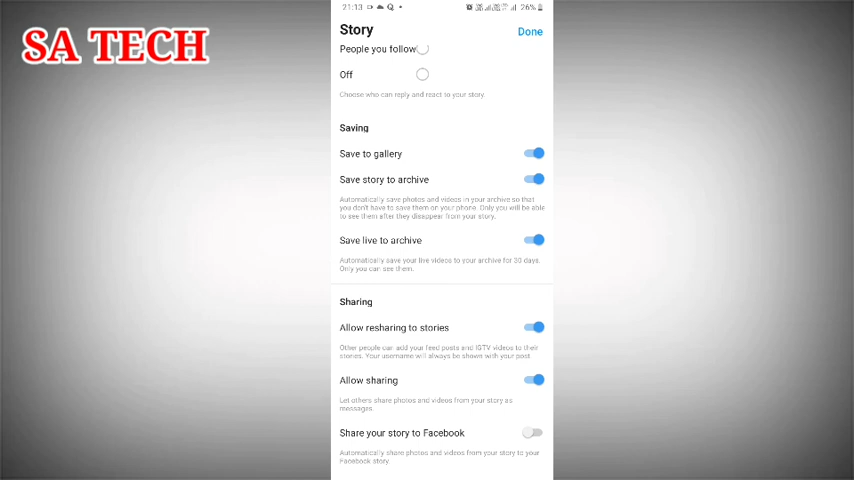 SA TECH
21:13
26%
Story
Done
People you follow
Off
Choose who can reply and react to your story.
Saving
Save to gallery
Save story to archive
Automatically save photos and videos in your archive so that
you don't have to save them on your phone. Only you will be able
to see them after they disappear from your story.
Save live to archive
Automatically save your live videos to your archive for 30 days.
Only you can see them.
Sharing
Allow resharing to stories
Other people can add your feed posts and IGTV videos to their
stories. Your username will always be shown with your post.
Allow sharing
Let others share photos and videos from your story as
messages.
Share your story to Facebook
Automatically share photos and videos from your story to your
Facebook story.